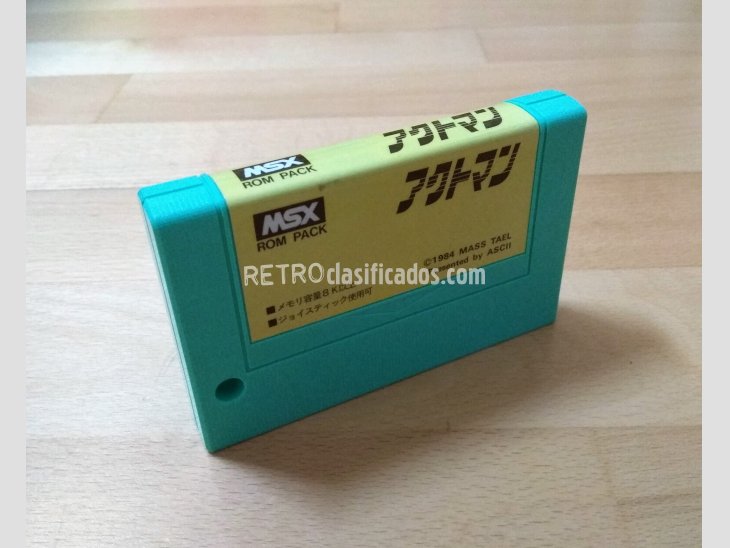 MSX
ROM PACK
アクトマン
MSX
ROM PACK
アクトマン
©1984 MASS TAEL
by ASCII
RETROclasificados.com
■メモリ容量8K
■ジョイスティック使用可